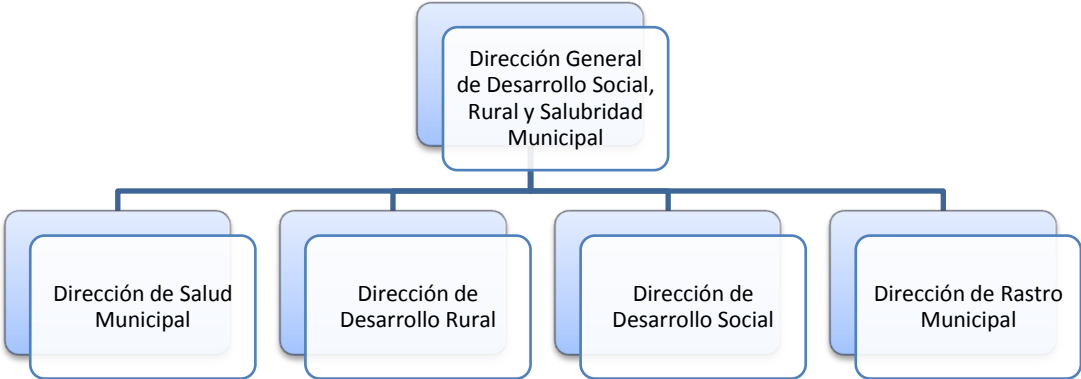 Dirección General
de Desarrollo Social,
Rural y Salubridad
Municipal
Dirección de Salud
Municipal
Dirección de
Desarrollo Rural
Dirección de
Desarrollo Social
Dirección de Rastro
Municipal